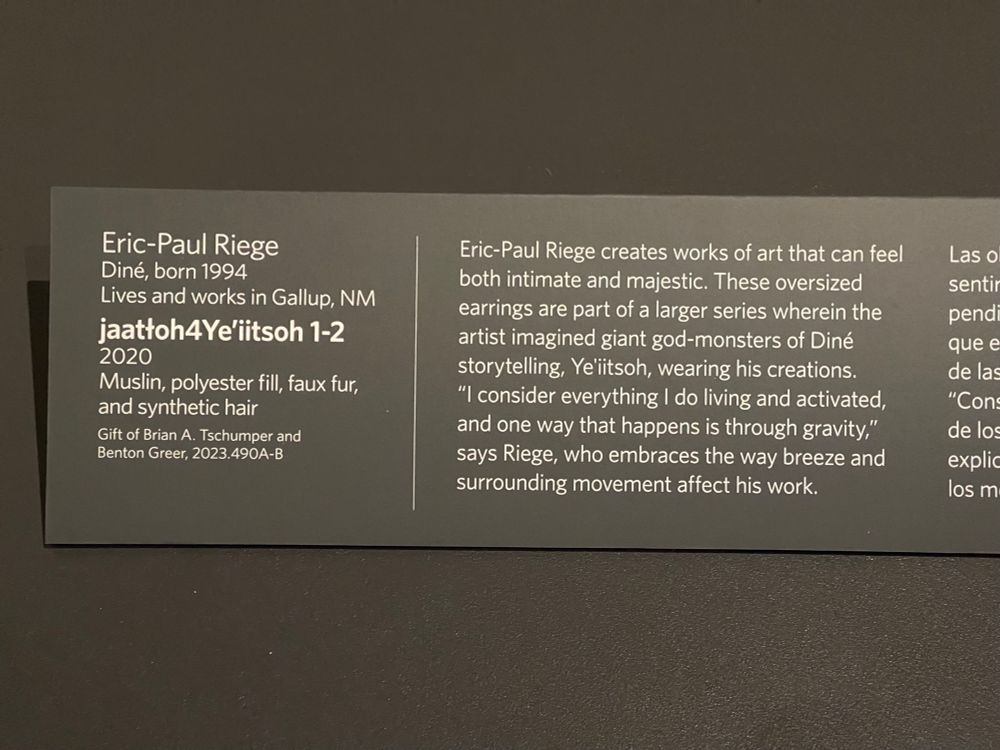 Eric-Paul Riege
Diné, born 1994
Lives and works in Gallup, NM
jaatłoh4Ye'iitsoh 1-2
2020
Muslin, polyester fill, faux fur,
and synthetic hair
Gift of Brian A. Tschumper and
Benton Greer, 2023.490A-B
Eric-Paul Riege creates works of art that can feel
both intimate and majestic. These oversized
earrings are part of a larger series wherein the
artist imagined giant god-monsters of Diné
storytelling, Ye'iitsoh, wearing his creations.
“I consider everything I do living and activated,
and one way that happens is through gravity,”
says Riege, who embraces the way breeze and
surrounding movement affect his work.
Las
que
de las
de los
los